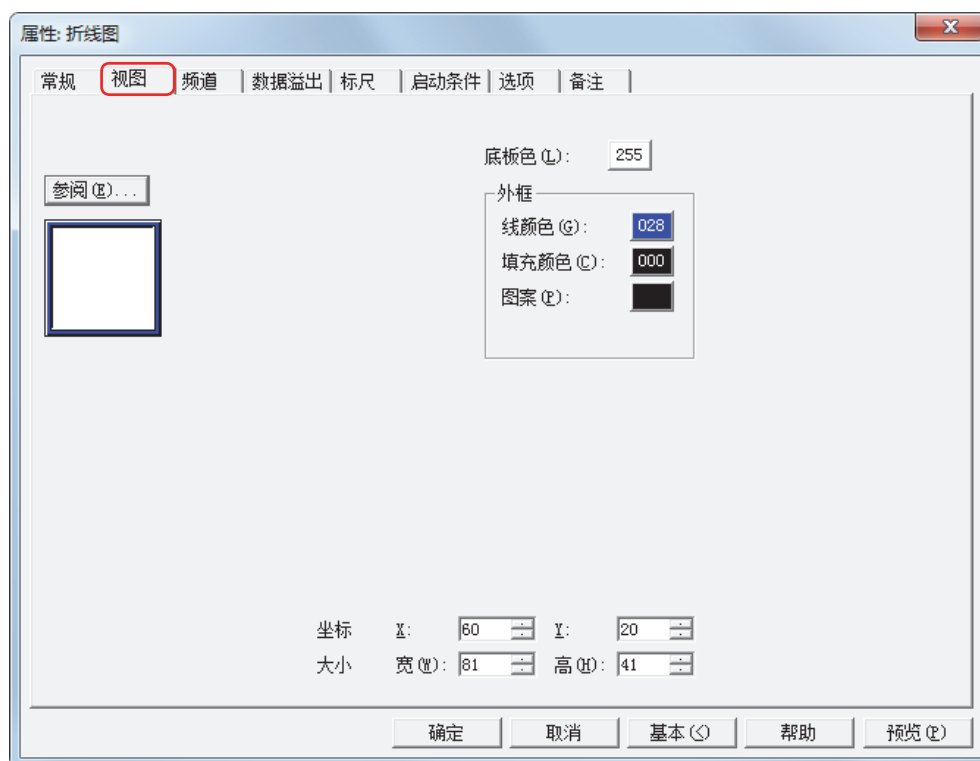 属性: 折线图
常规 视图 频道 数据溢出 标尺 启动条件 选项 备注
底板色(L): 255
参阅(E)...
外框
线颜色(G): 028
填充颜色(C): 000
图案(P):
坐标 X: 60 Y: 20
大小 宽(W): 81 高(H): 41
确定 取消 基本(<) 帮助 预览(P)